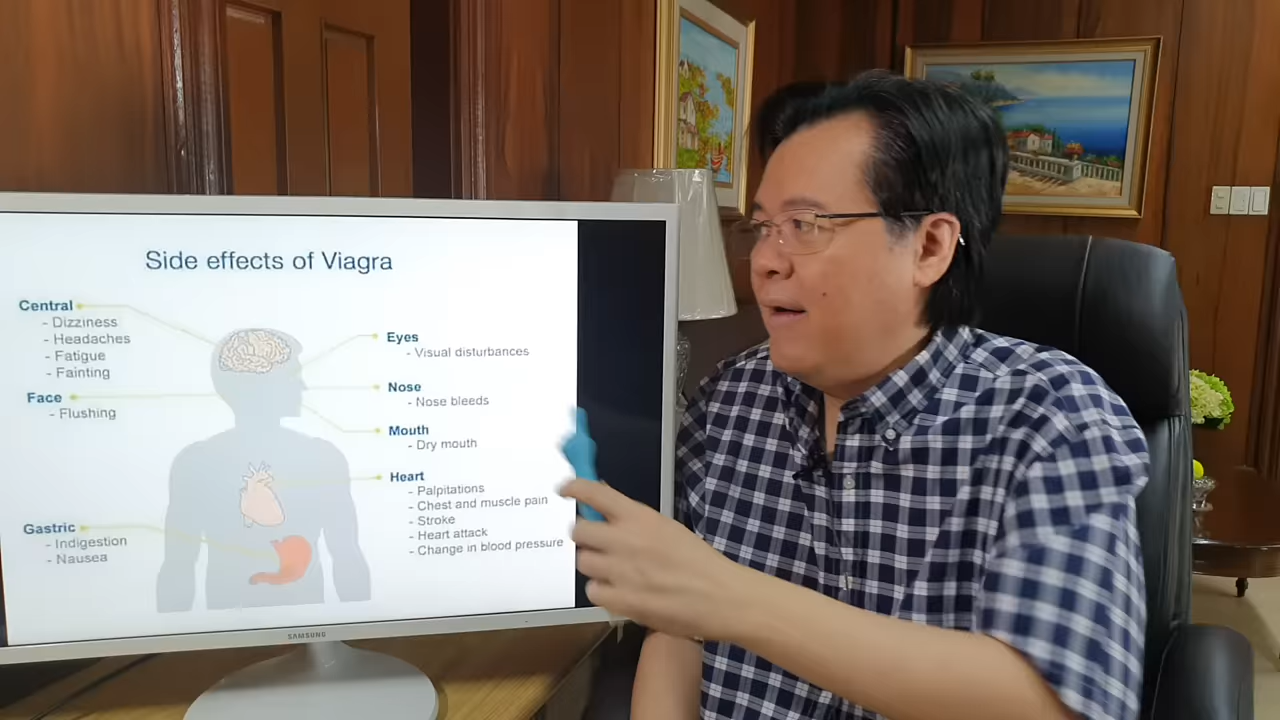 Side effects of Viagra
Central
- Dizziness
- Headaches
- Fatigue
- Fainting
Face
- Flushing
Gastric
- Indigestion
- Nausea
Eyes
- Visual disturbances
Nose
- Nose bleeds
Mouth
- Dry mouth
Heart
- Palpitations
- Chest and muscle pain
- Stroke
- Heart attack
- Change in blood pressure
SAMSUNG